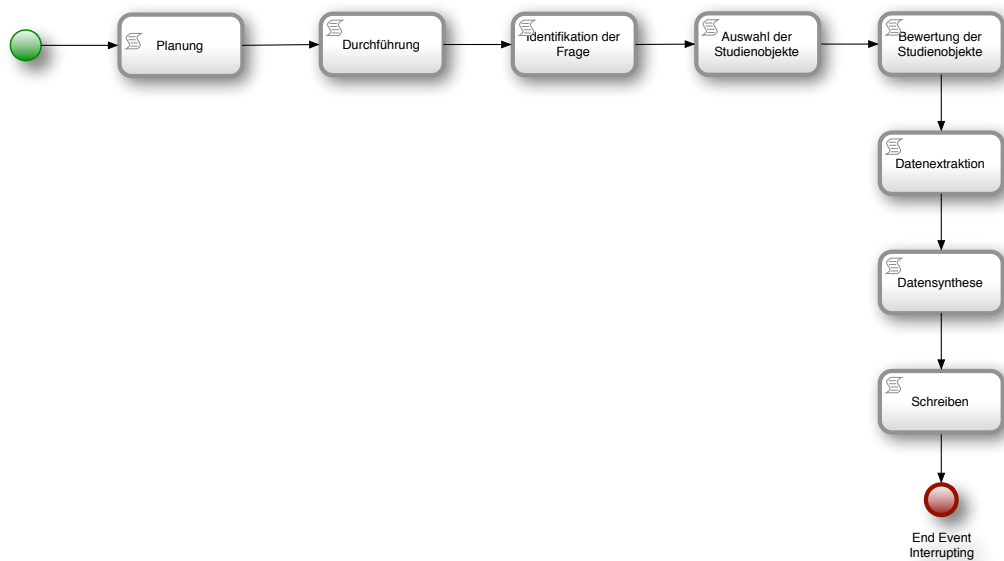 Planung
Durchführung
Identifikation der
Frage
Auswahl der
Studienobjekte
Bewertung der
Studienobjekte
Datenextraktion
Datensynthese
Schreiben
End Event
Interrupting